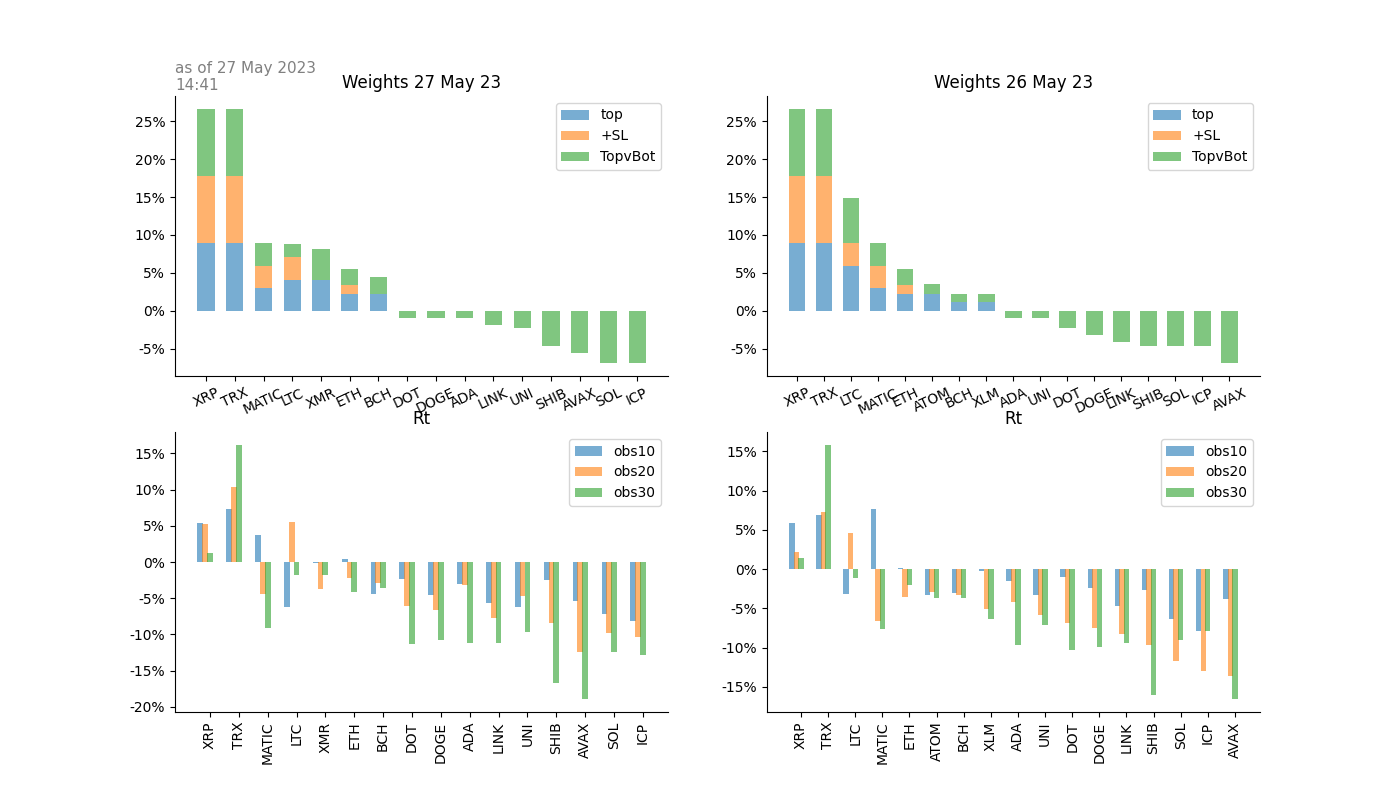 as of 27 May 2023
14:41
Weights 27 May 23
25%
20%
15%
10%
5%
0%
-5%
top
+SL
TopvBot
XRP TRX MATIC LTC XMR ETH BCH DOT DOGE ADA LINK UNI SHIB AVAX SOL ICP
Weights 26 May 23
25%
20%
15%
10%
5%
0%
-5%
top
+SL
TopvBot
XRP TRX LTC MATIC ETH ATOM BCH XLM ADA UNI DOT DOGE LINK SHIB SOL ICP AVAX
Rt
15%
10%
5%
0%
-5%
-10%
-15%
-20%
obs10
obs20
obs30
XRP TRX MATIC LTC XMR ETH BCH DOT DOGE ADA LINK UNI SHIB AVAX SOL ICP
Rt
15%
10%
5%
0%
-5%
-10%
-15%
obs10
obs20
obs30
XRP TRX LTC MATIC ETH ATOM BCH XLM ADA UNI DOT DOGE LINK SHIB SOL ICP AVAX